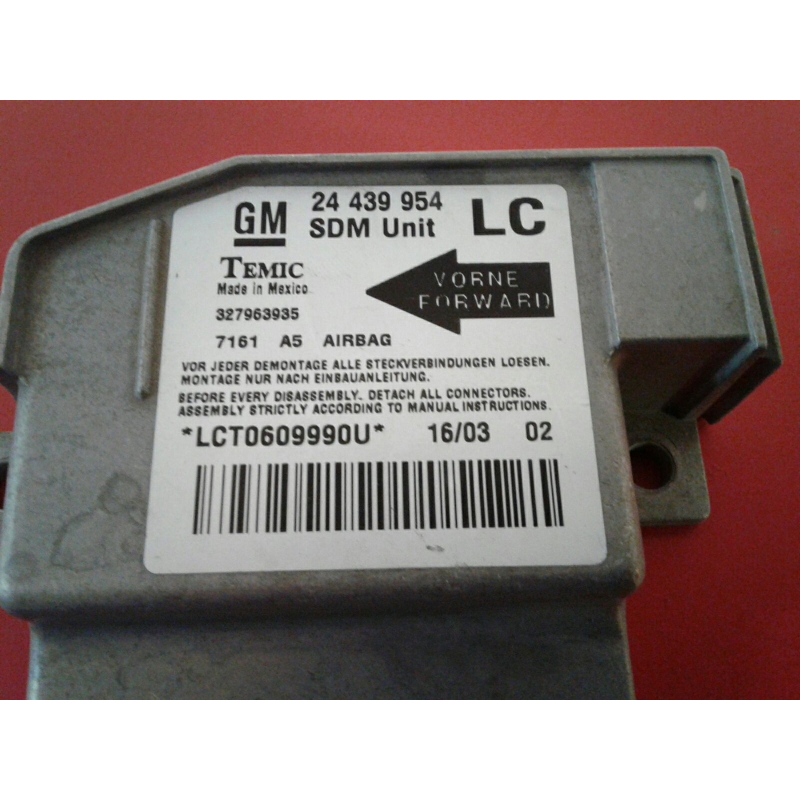 GM 24 439 954 LC
SDM Unit
TEMIC
Made in Mexico
VORNE
FORWARD
327963935
7161 A5 AIRBAG
VOR JEDER DEMONTAGE ALLE STECKVERBINDUNGEN LOESEN.
MONTAGE NUR NACH EINBAUANLEITUNG.
BEFORE EVERY DISASSEMBLY. DETACH ALL CONNECTORS.
ASSEMBLY STRICTLY ACCORDING TO MANUAL INSTRUCTIONS.
*LCT0609990U* 16/03 02